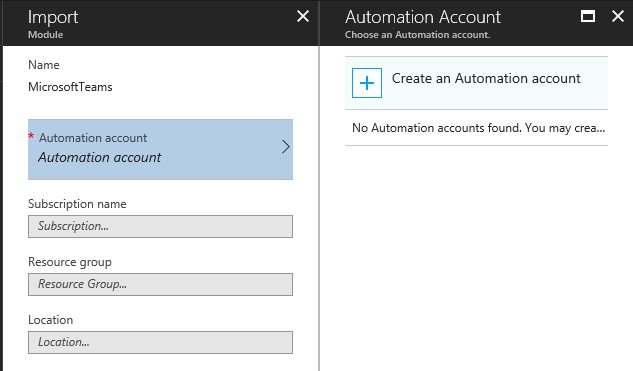 Import
Module
Name
MicrosoftTeams
* Automation account
Automation account
Subscription name
Subscription...
Resource group
Resource Group...
Location
Location...
Automation Account
Choose an Automation account.
Create an Automation account
No Automation accounts found. You may crea...